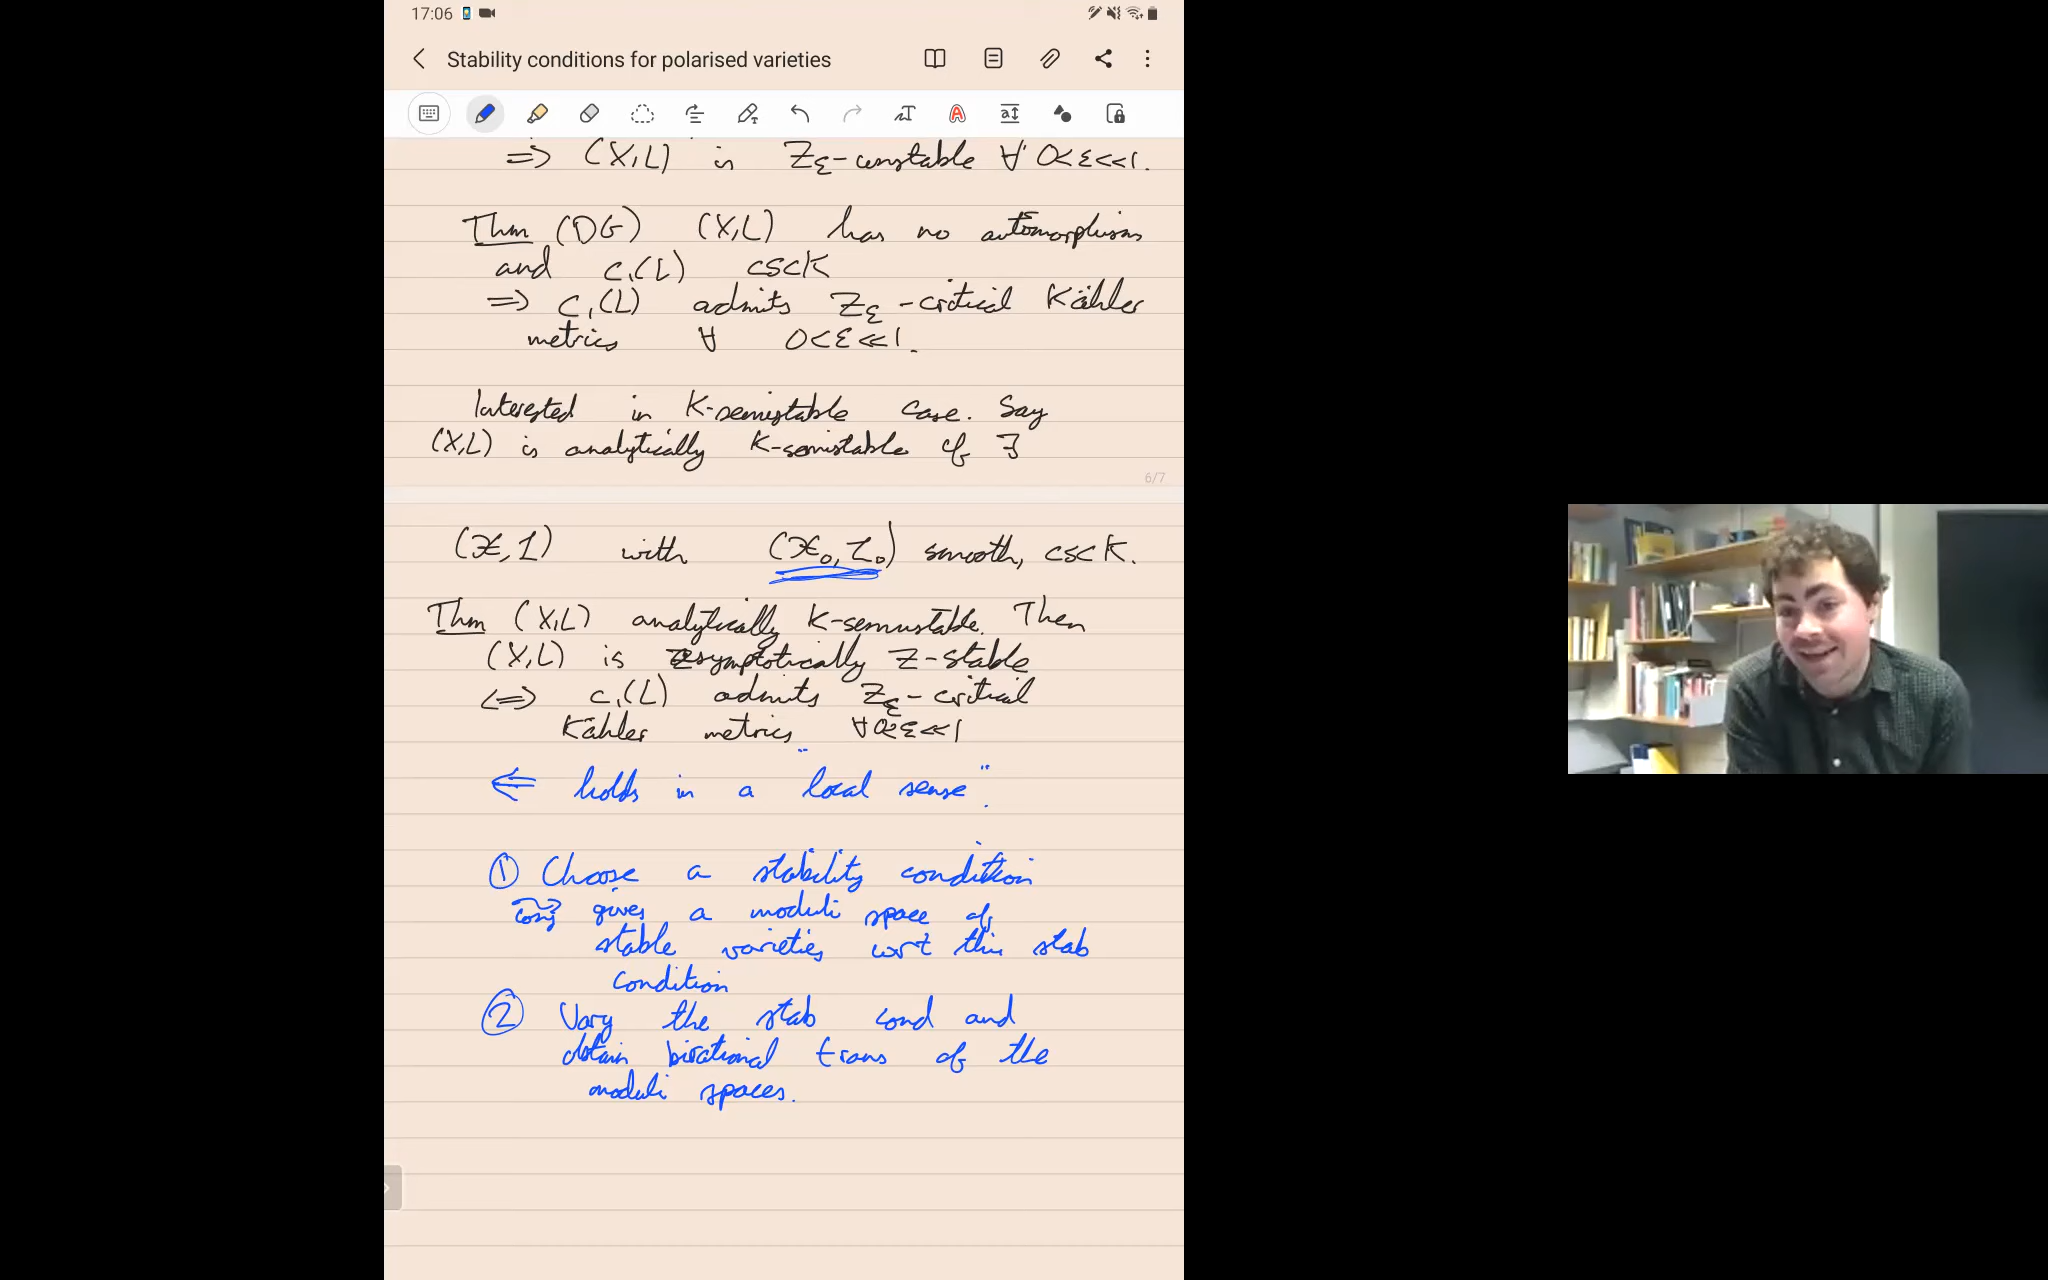 17:06
Stability conditions for polarised varieties
=> (X,L) is Zε-unstable ∀ 0<ε<<1.
Thm (DG) (X,L) has no automorphisms
and c₁(L) cscK
=> c₁(L) admits Zε-critical Kähler
metrics ∀ 0<ε<<1.
Interested in K-semistable case. Say
(X,L) is analytically K-semistable if ∃
6/7
(𝒳,ℒ) with (𝒳₀,ℒ₀) smooth, cscK.
Thm (X,L) analytically K-semistable. Then
(X,L) is asymptotically Z-stable
<=> c₁(L) admits Zε-critical
Kähler metrics ∀ 0<ε<<1
<= holds in a "local sense".
① Choose a "stability condition"
conj gives a moduli space of
stable varieties wrt this stab
condition
② Vary the stab cond and
obtain birational trans of the
moduli spaces.